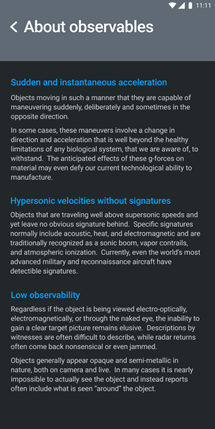 11:11
About observables
Sudden and instantaneous acceleration
Objects moving in such a manner that they are capable of
maneuvering suddenly, deliberately and sometimes in the
opposite direction.
In some cases, these maneuvers involve a change in
direction and acceleration that is well beyond the healthy
limitations of any biological system, that we are aware of, to
withstand. The anticipated effects of these g-forces on
material may even defy our current technological ability to
manufacture.
Hypersonic velocities without signatures
Objects that are traveling well above supersonic speeds and
yet leave no obvious signature behind. Specific signatures
normally include acoustic, heat, and electromagnetic and are
traditionally recognized as a sonic boom, vapor contrails,
and atmospheric ionization. Currently, even the world's most
advanced military and reconnaissance aircraft have
detectible signatures.
Low observability
Regardless if the object is being viewed electro-optically,
electromagnetically, or through the naked eye, the inability to
gain a clear target picture remains elusive. Descriptions by
witnesses are often difficult to describe, while radar returns
often come back nonsensical or even jammed.
Objects generally appear opaque and semi-metallic in
nature, both on camera and live. In many cases it is nearly
impossible to actually see the object and instead reports
often include what is seen "around" the object.